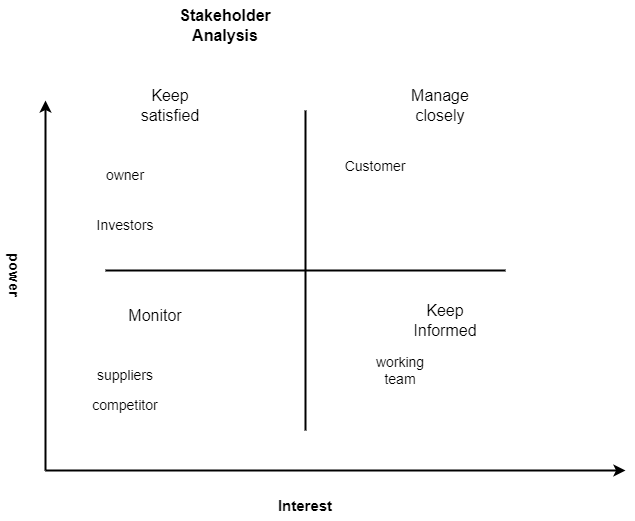 Stakeholder
Analysis
Keep
satisfied
Manage
closely
owner
Customer
Investors
power
Monitor
Keep
Informed
suppliers
working
team
competitor
Interest